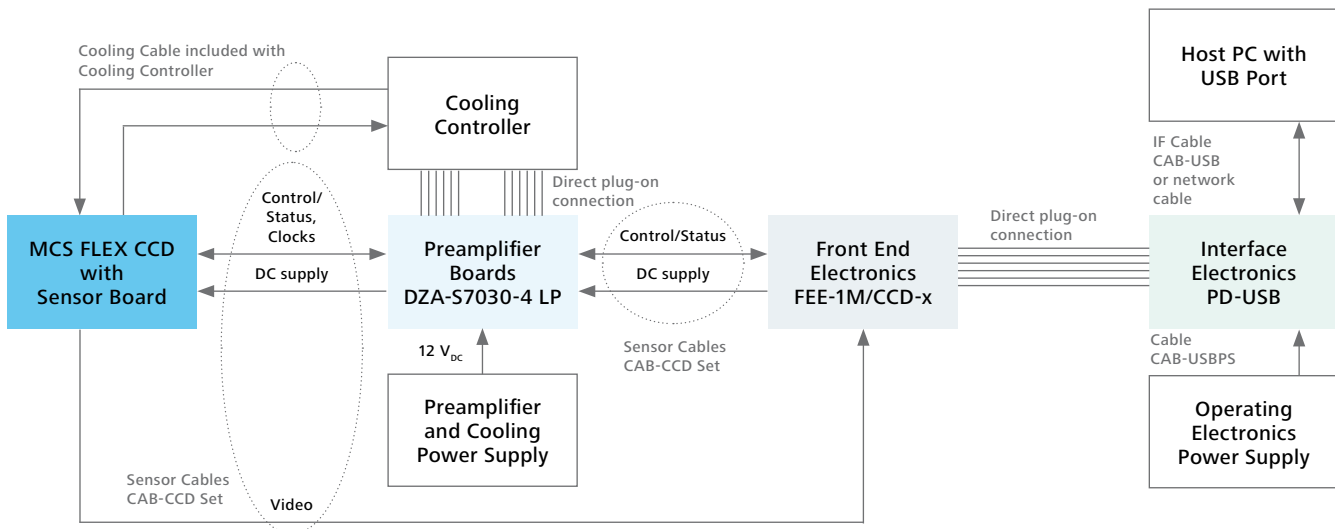 Cooling Cable included with
Cooling Controller
Cooling
Controller
Host PC with
USB Port
IF Cable
CAB-USB
or network
cable
Direct plug-on
connection
Control/
Status,
Clocks
MCS FLEX CCD
with
Sensor Board
DC supply
Preamplifier
Boards
DZA-S7030-4 LP
Control/Status
DC supply
Front End
Electronics
FEE-1M/CCD-x
Direct plug-on
connection
Interface
Electronics
PD-USB
12 VDC
Sensor Cables
CAB-CCD Set
Cable
CAB-USBPS
Preamplifier
and Cooling
Power Supply
Operating
Electronics
Power Supply
Sensor Cables
CAB-CCD Set
Video